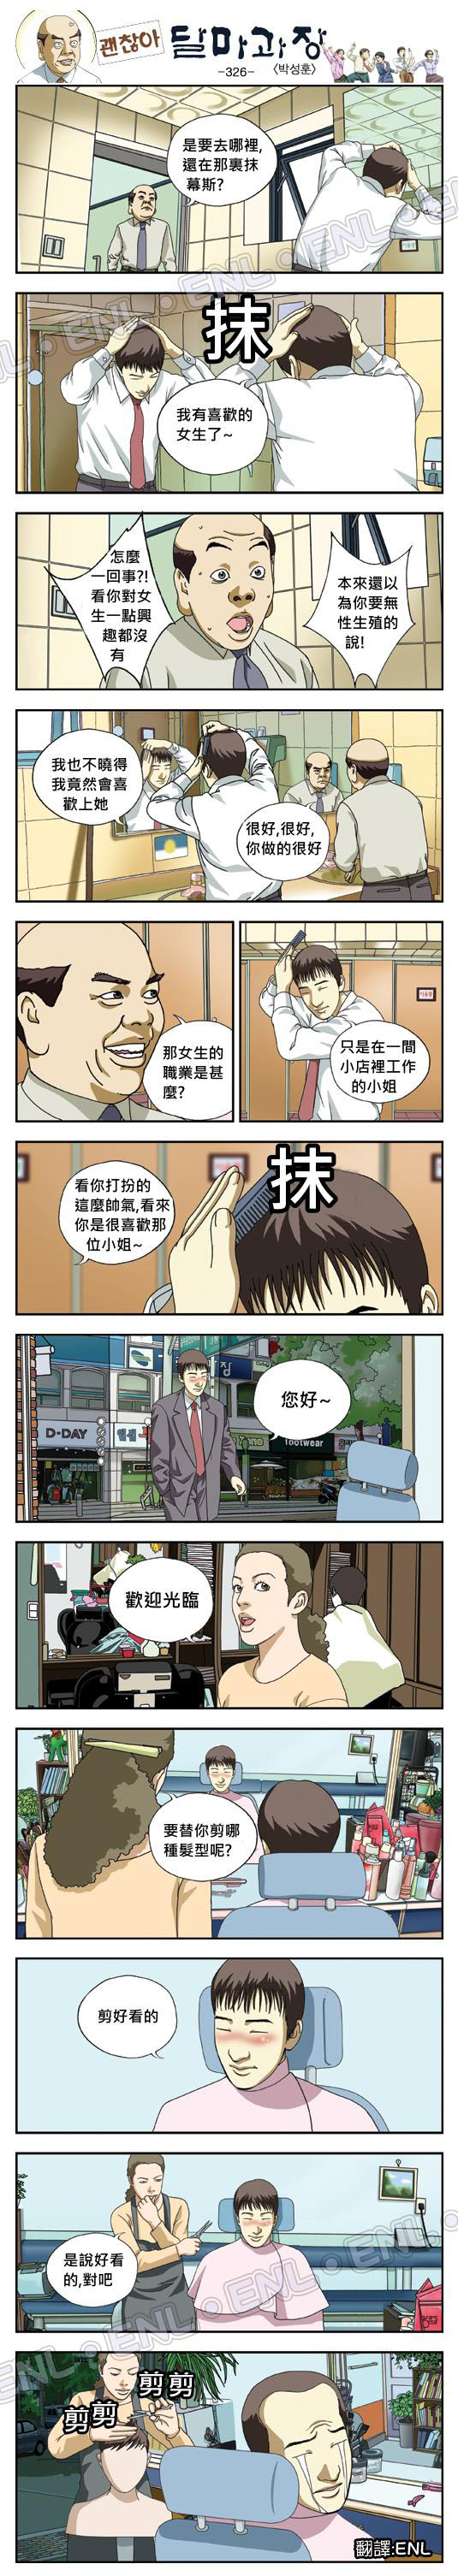 괜찮아
달마과장
-326-
〈박성훈〉
是要去哪裡,
還在那裏抹
幕斯?
抹
我有喜歡的
女生了~
怎麼
一回事?!
看你對女
生一點興
趣都沒
有
本來還以
為你要無
性生殖的
說!
我也不曉得
我竟然會喜
歡上她
很好,很好,
你做的很好
那女生的
職業是甚
麼?
只是在一間
小店裡工作
的小姐
抹
看你打扮的
這麼帥氣,看來
你是很喜歡那
位小姐~
D-DAY
footwear
您好~
歡迎光臨
要替你剪哪
種髮型呢?
剪好看的
是說好看
的,對吧
剪剪
剪剪
翻譯:ENL
ENL